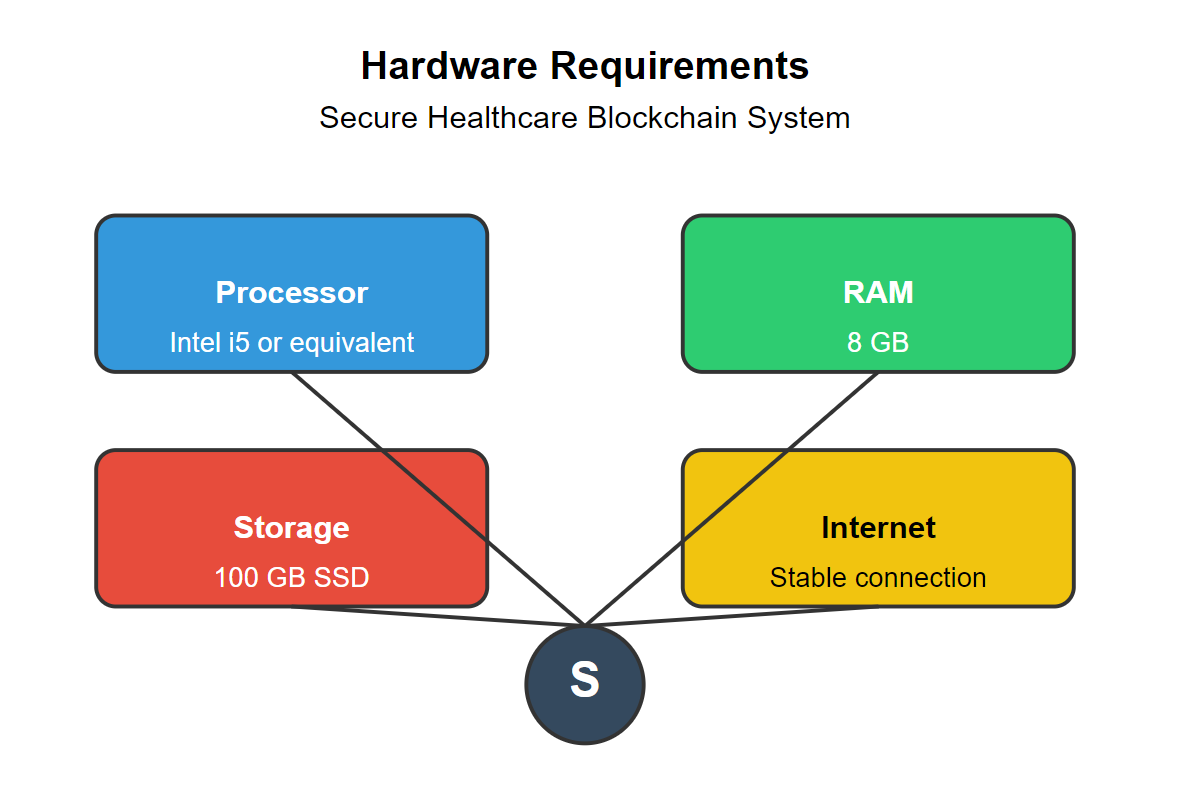 Hardware Requirements
Secure Healthcare Blockchain System
Processor
Intel i5 or equivalent
RAM
8 GB
Storage
100 GB SSD
Internet
Stable connection
S